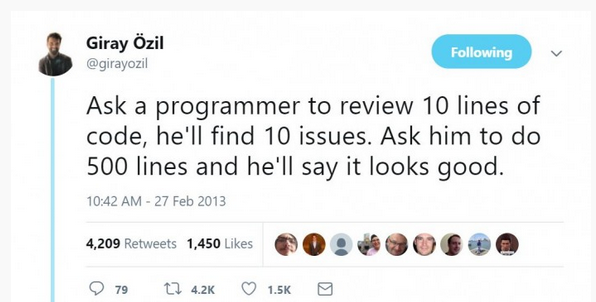 Giray Özil
@girayozil
Following
Ask a programmer to review 10 lines of
code, he'll find 10 issues. Ask him to do
500 lines and he'll say it looks good.
10:42 AM - 27 Feb 2013
4,209 Retweets 1,450 Likes
79 4.2K 1.5K